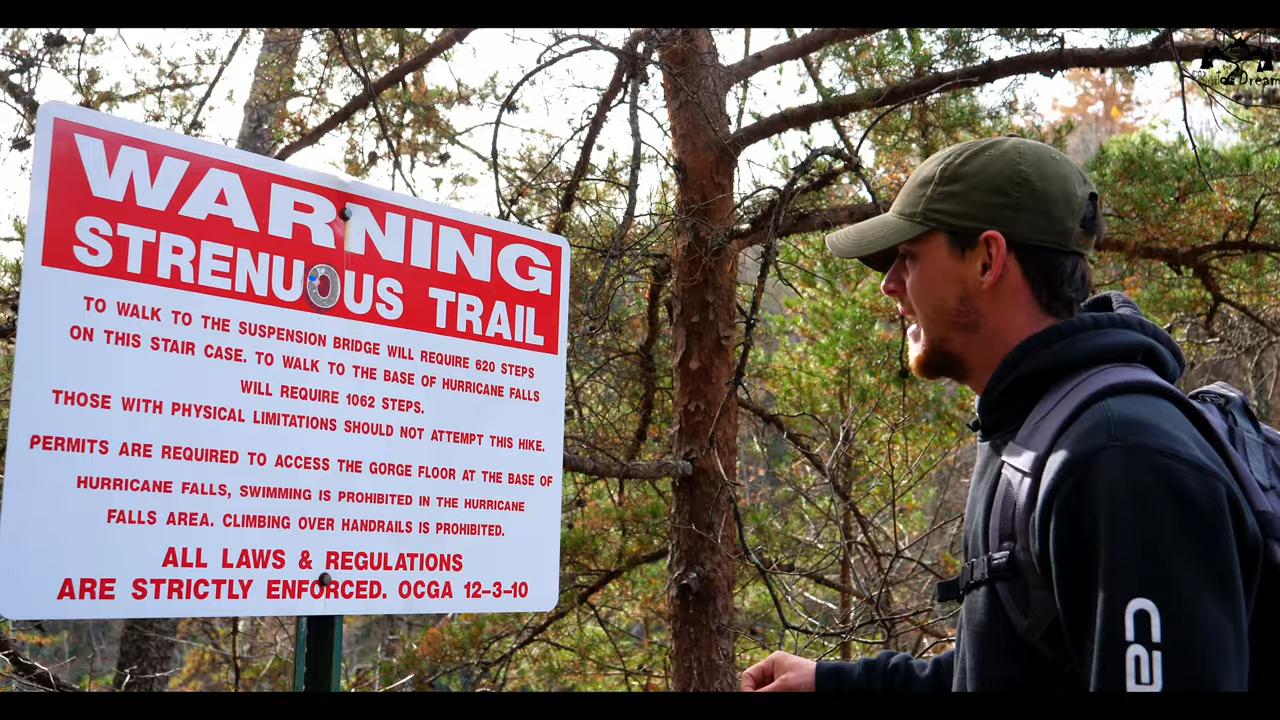 WARNING
STRENUOUS TRAIL
TO WALK TO THE SUSPENSION BRIDGE WILL REQUIRE 620 STEPS
ON THIS STAIR CASE. TO WALK TO THE BASE OF HURRICANE FALLS
WILL REQUIRE 1062 STEPS.
THOSE WITH PHYSICAL LIMITATIONS SHOULD NOT ATTEMPT THIS HIKE.
PERMITS ARE REQUIRED TO ACCESS THE GORGE FLOOR AT THE BASE OF
HURRICANE FALLS, SWIMMING IS PROHIBITED IN THE HURRICANE
FALLS AREA. CLIMBING OVER HANDRAILS IS PROHIBITED.
ALL LAWS & REGULATIONS
ARE STRICTLY ENFORCED. OCGA 12-3-10